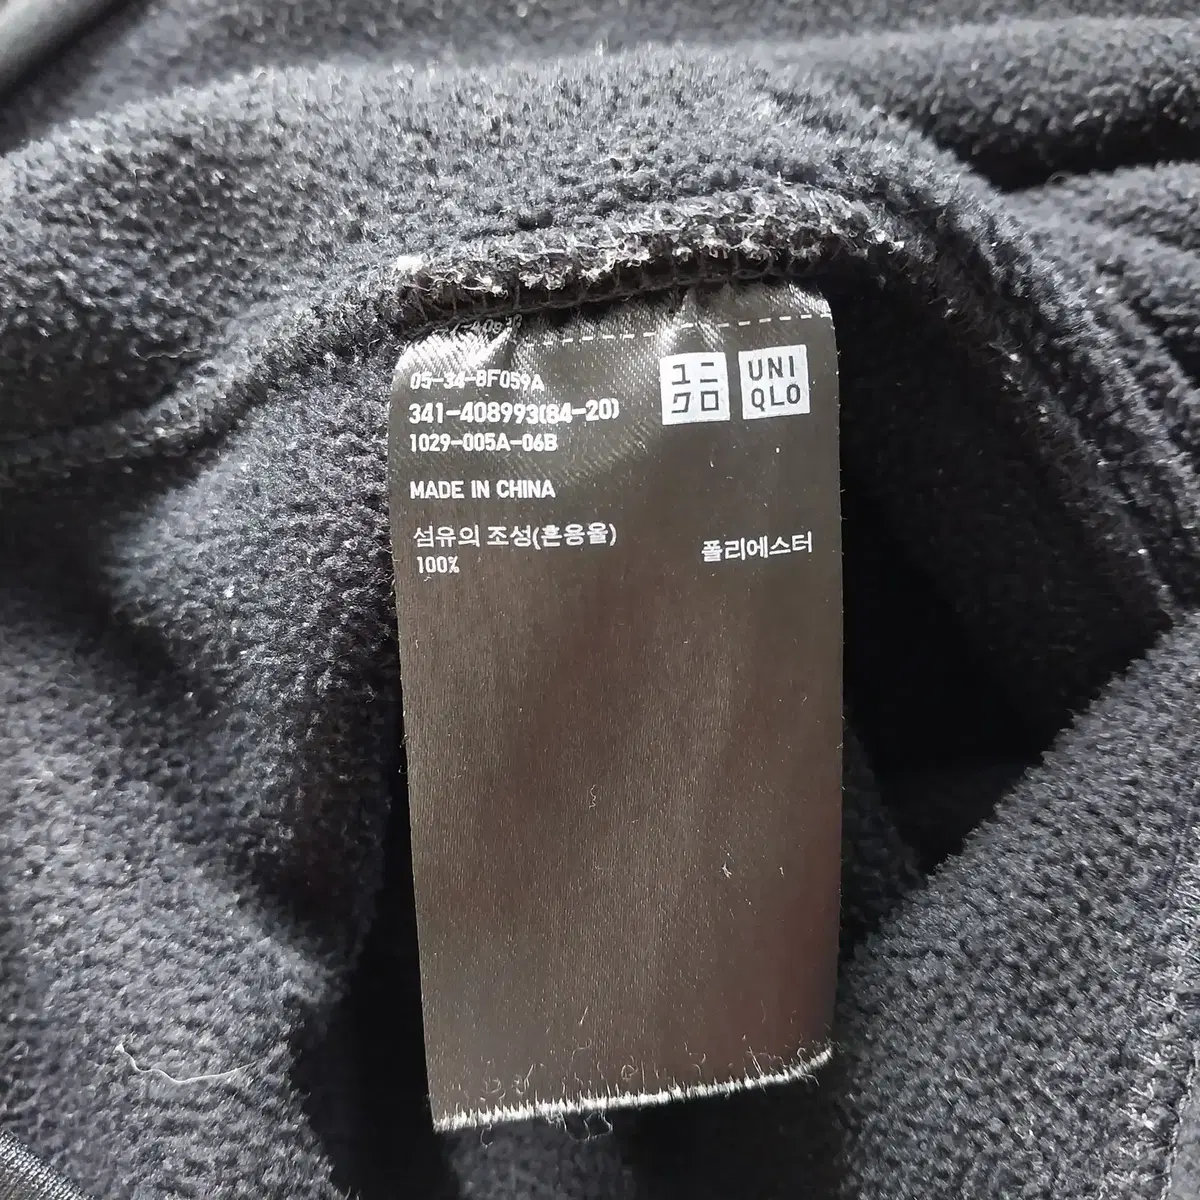 05-34-8F059A
341-408993(84-20)
1029-005A-06B
ユニ
クロ
UNI
QLO
MADE IN CHINA
섬유의 조성(혼용율)
100% 폴리에스터